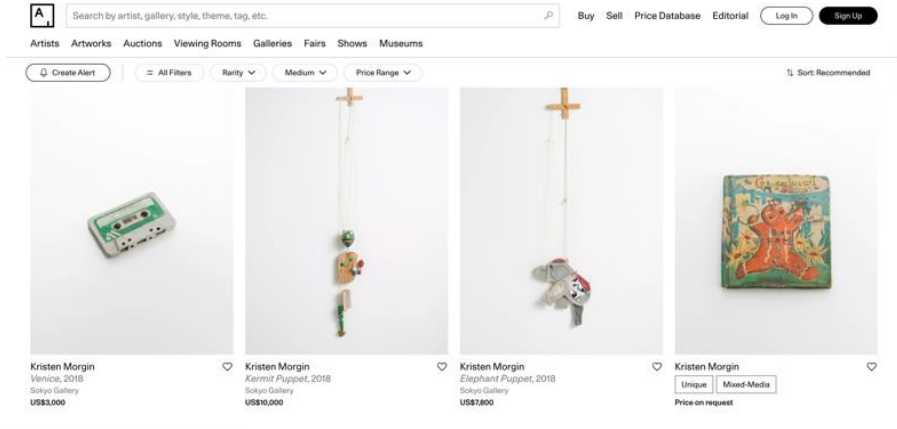 A,
Search by artist, gallery, style, theme, tag, etc.
Buy Sell Price Database Editorial Log In Sign Up
Artists Artworks Auctions Viewing Rooms Galleries Fairs Shows Museums
Create Alert All Filters Rarity Medium Price Range Sort: Recommended
Kristen Morgin
Venice, 2018
Sokyo Gallery
US$3,000
Kristen Morgin
Kermit Puppet, 2018
Sokyo Gallery
US$10,000
Kristen Morgin
Elephant Puppet, 2018
Sokyo Gallery
US$7,800
Kristen Morgin
Unique Mixed-Media
Price on request